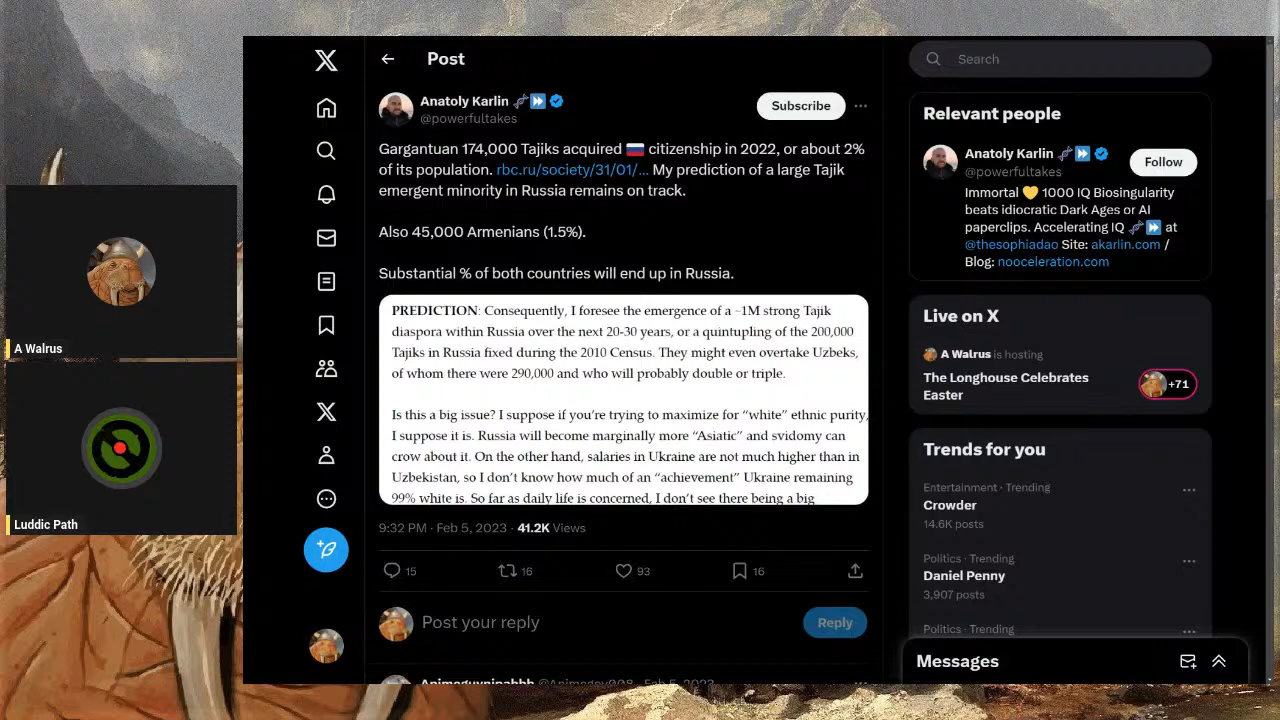 A Walrus
Luddic Path
Post
Anatoly Karlin
@powerfultakes
Subscribe
Gargantuan 174,000 Tajiks acquired citizenship in 2022, or about 2%
of its population. rbc.ru/society/31/01/... My prediction of a large Tajik
emergent minority in Russia remains on track.
Also 45,000 Armenians (1.5%).
Substantial % of both countries will end up in Russia.
PREDICTION: Consequently, I foresee the emergence of a ~1M strong Tajik
diaspora within Russia over the next 20-30 years, or a quintupling of the 200,000
Tajiks in Russia fixed during the 2010 Census. They might even overtake Uzbeks,
of whom there were 290,000 and who will probably double or triple.
Is this a big issue? I suppose if you're trying to maximize for "white" ethnic purity,
I suppose it is. Russia will become marginally more "Asiatic" and svidomy can
crow about it. On the other hand, salaries in Ukraine are not much higher than in
Uzbekistan, so I don't know how much of an "achievement" Ukraine remaining
99% white is. So far as daily life is concerned, I don't see there being a big
9:32 PM · Feb 5, 2023 · 41.2K Views
15
16
93
16
Post your reply
Reply
Search
Relevant people
Anatoly Karlin
@powerfultakes
Follow
Immortal 💛 1000 IQ Biosingularity
beats idiocratic Dark Ages or AI
paperclips. Accelerating IQ 🧬⏩ at
@thesophiadao Site: akarlin.com /
Blog: nooceleration.com
Live on X
A Walrus is hosting
The Longhouse Celebrates
Easter
+71
Trends for you
Entertainment · Trending
Crowder
14.6K posts
Politics · Trending
Daniel Penny
3,907 posts
Politics · Trending
Messages